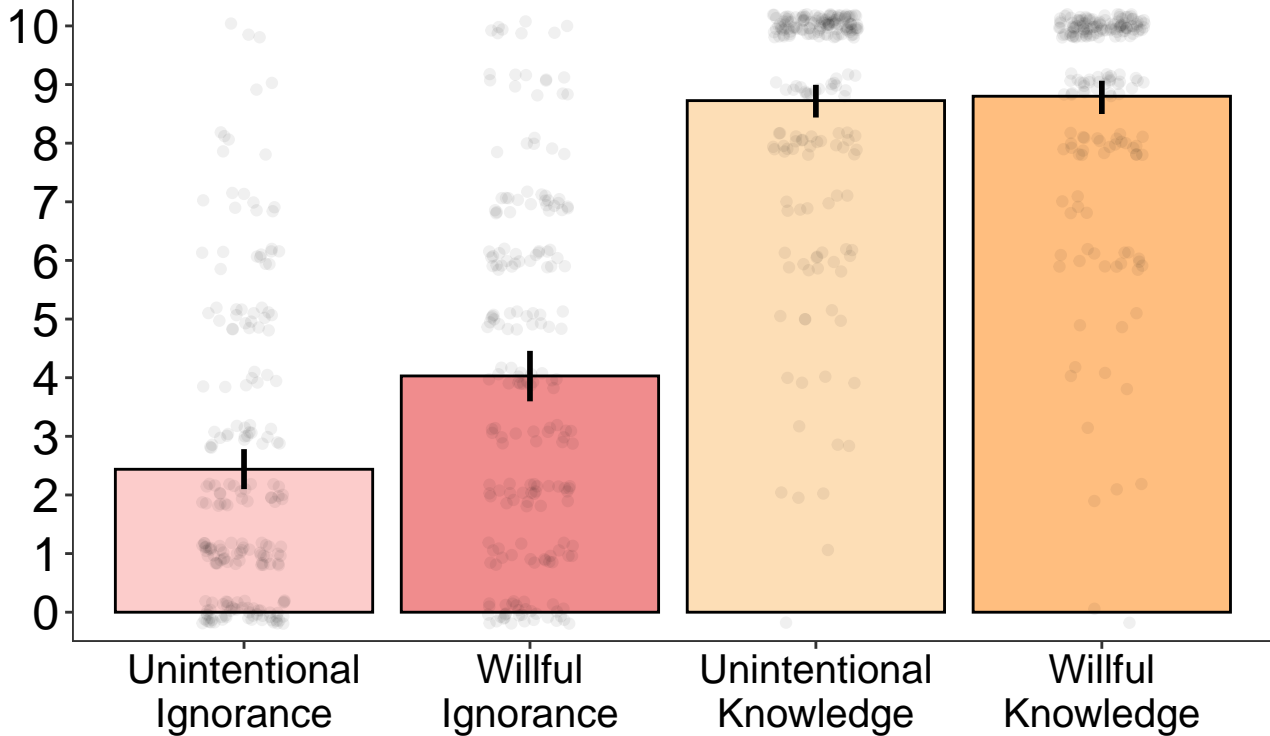 10
9
8
7
6
5
4
3
2
1
0
Unintentional
Ignorance
Willful
Ignorance
Unintentional
Knowledge
Willful
Knowledge